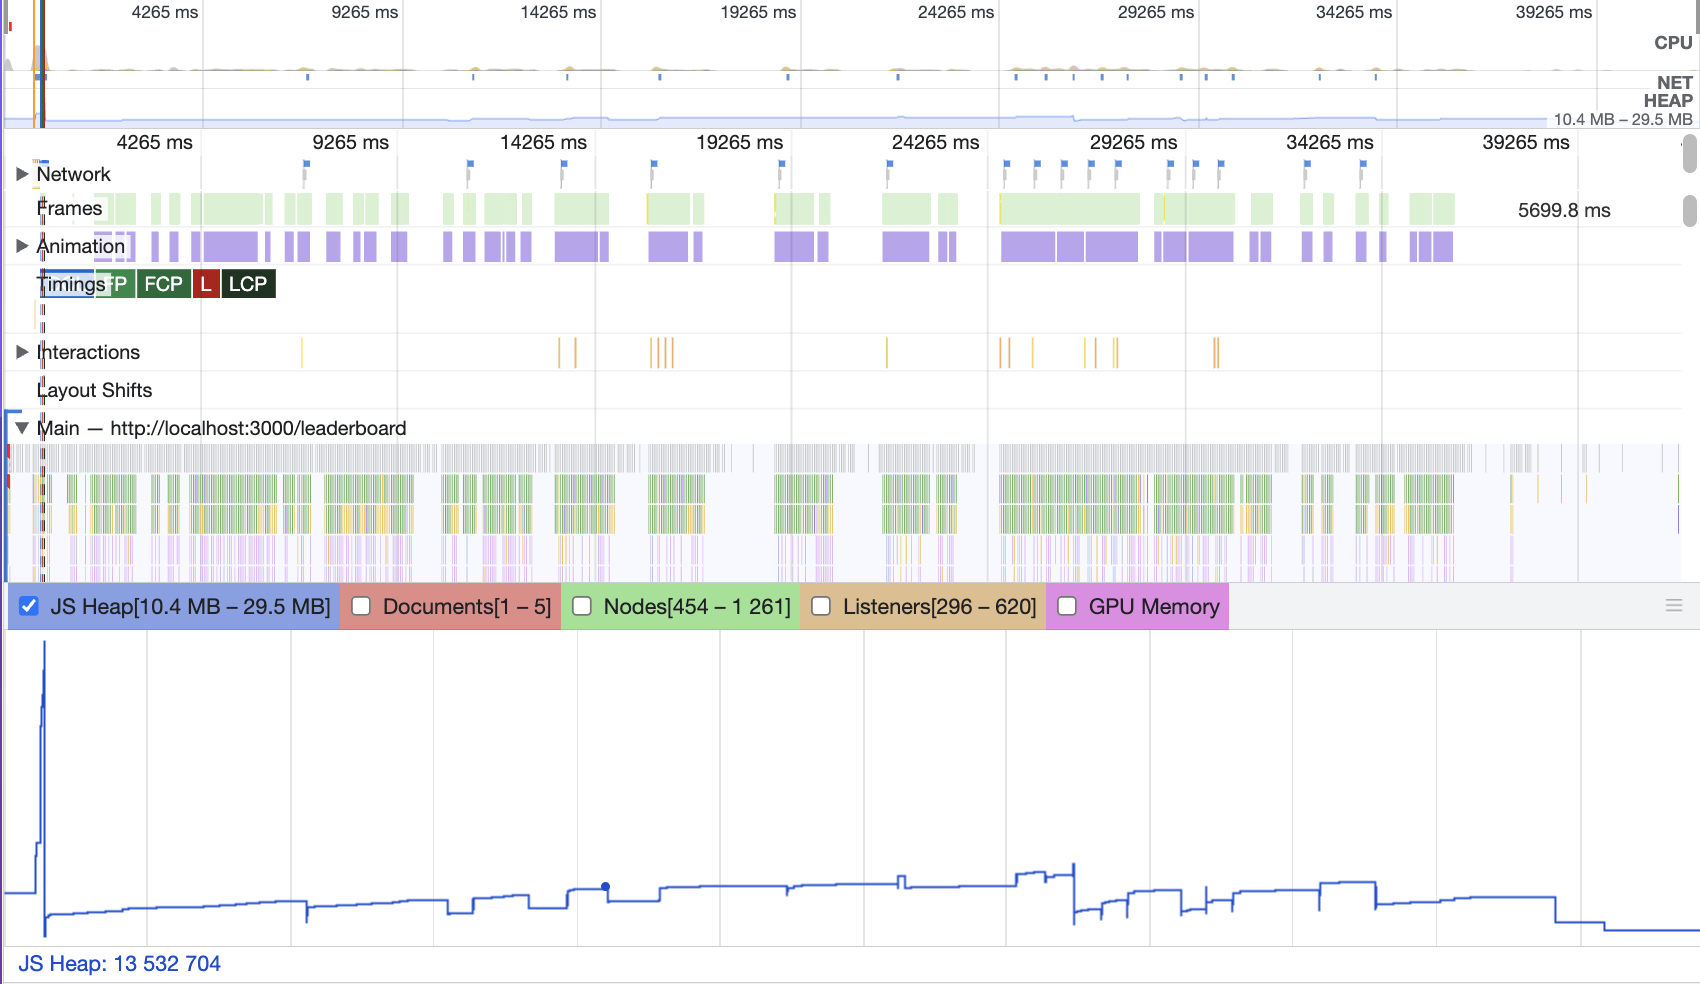 4265 ms 9265 ms 14265 ms 19265 ms 24265 ms 29265 ms 34265 ms 39265 ms
CPU
NET
HEAP
10.4 MB – 29.5 MB
4265 ms 9265 ms 14265 ms 19265 ms 24265 ms 29265 ms 34265 ms 39265 ms
Network
Frames 5699.8 ms
Animation
Timings FP FCP L LCP
Interactions
Layout Shifts
Main — http://localhost:3000/leaderboard
JS Heap[10.4 MB – 29.5 MB] Documents[1 – 5] Nodes[454 – 1 261] Listeners[296 – 620] GPU Memory
JS Heap: 13 532 704